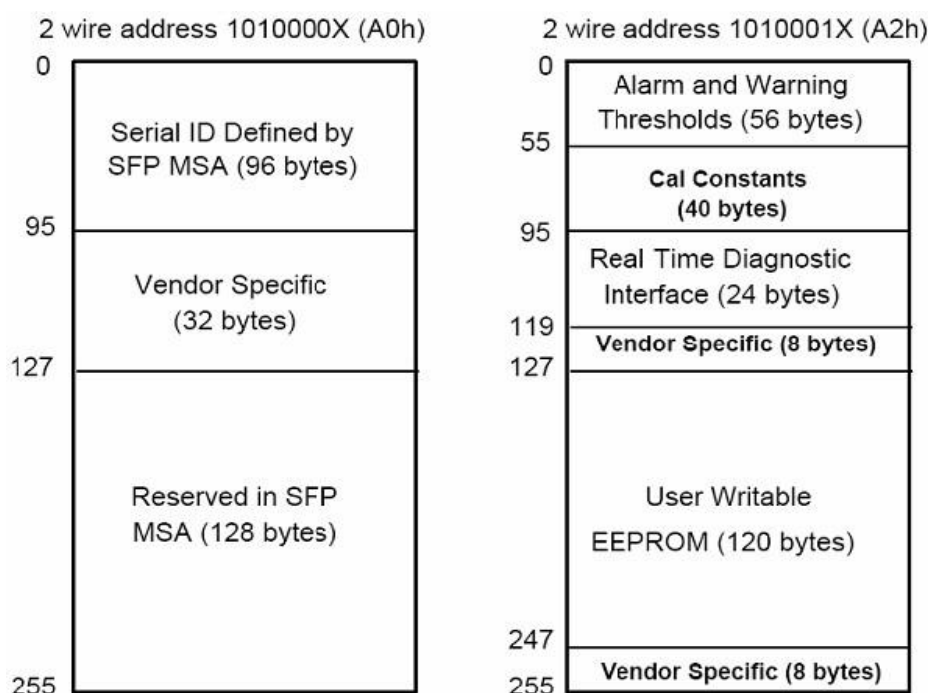 2 wire address 1010000X (A0h)
0
Serial ID Defined by
SFP MSA (96 bytes)
95
Vendor Specific
(32 bytes)
127
Reserved in SFP
MSA (128 bytes)
255
2 wire address 1010001X (A2h)
0
Alarm and Warning
Thresholds (56 bytes)
55
Cal Constants
(40 bytes)
95
Real Time Diagnostic
Interface (24 bytes)
119
Vendor Specific (8 bytes)
127
User Writable
EEPROM (120 bytes)
247
Vendor Specific (8 bytes)
255